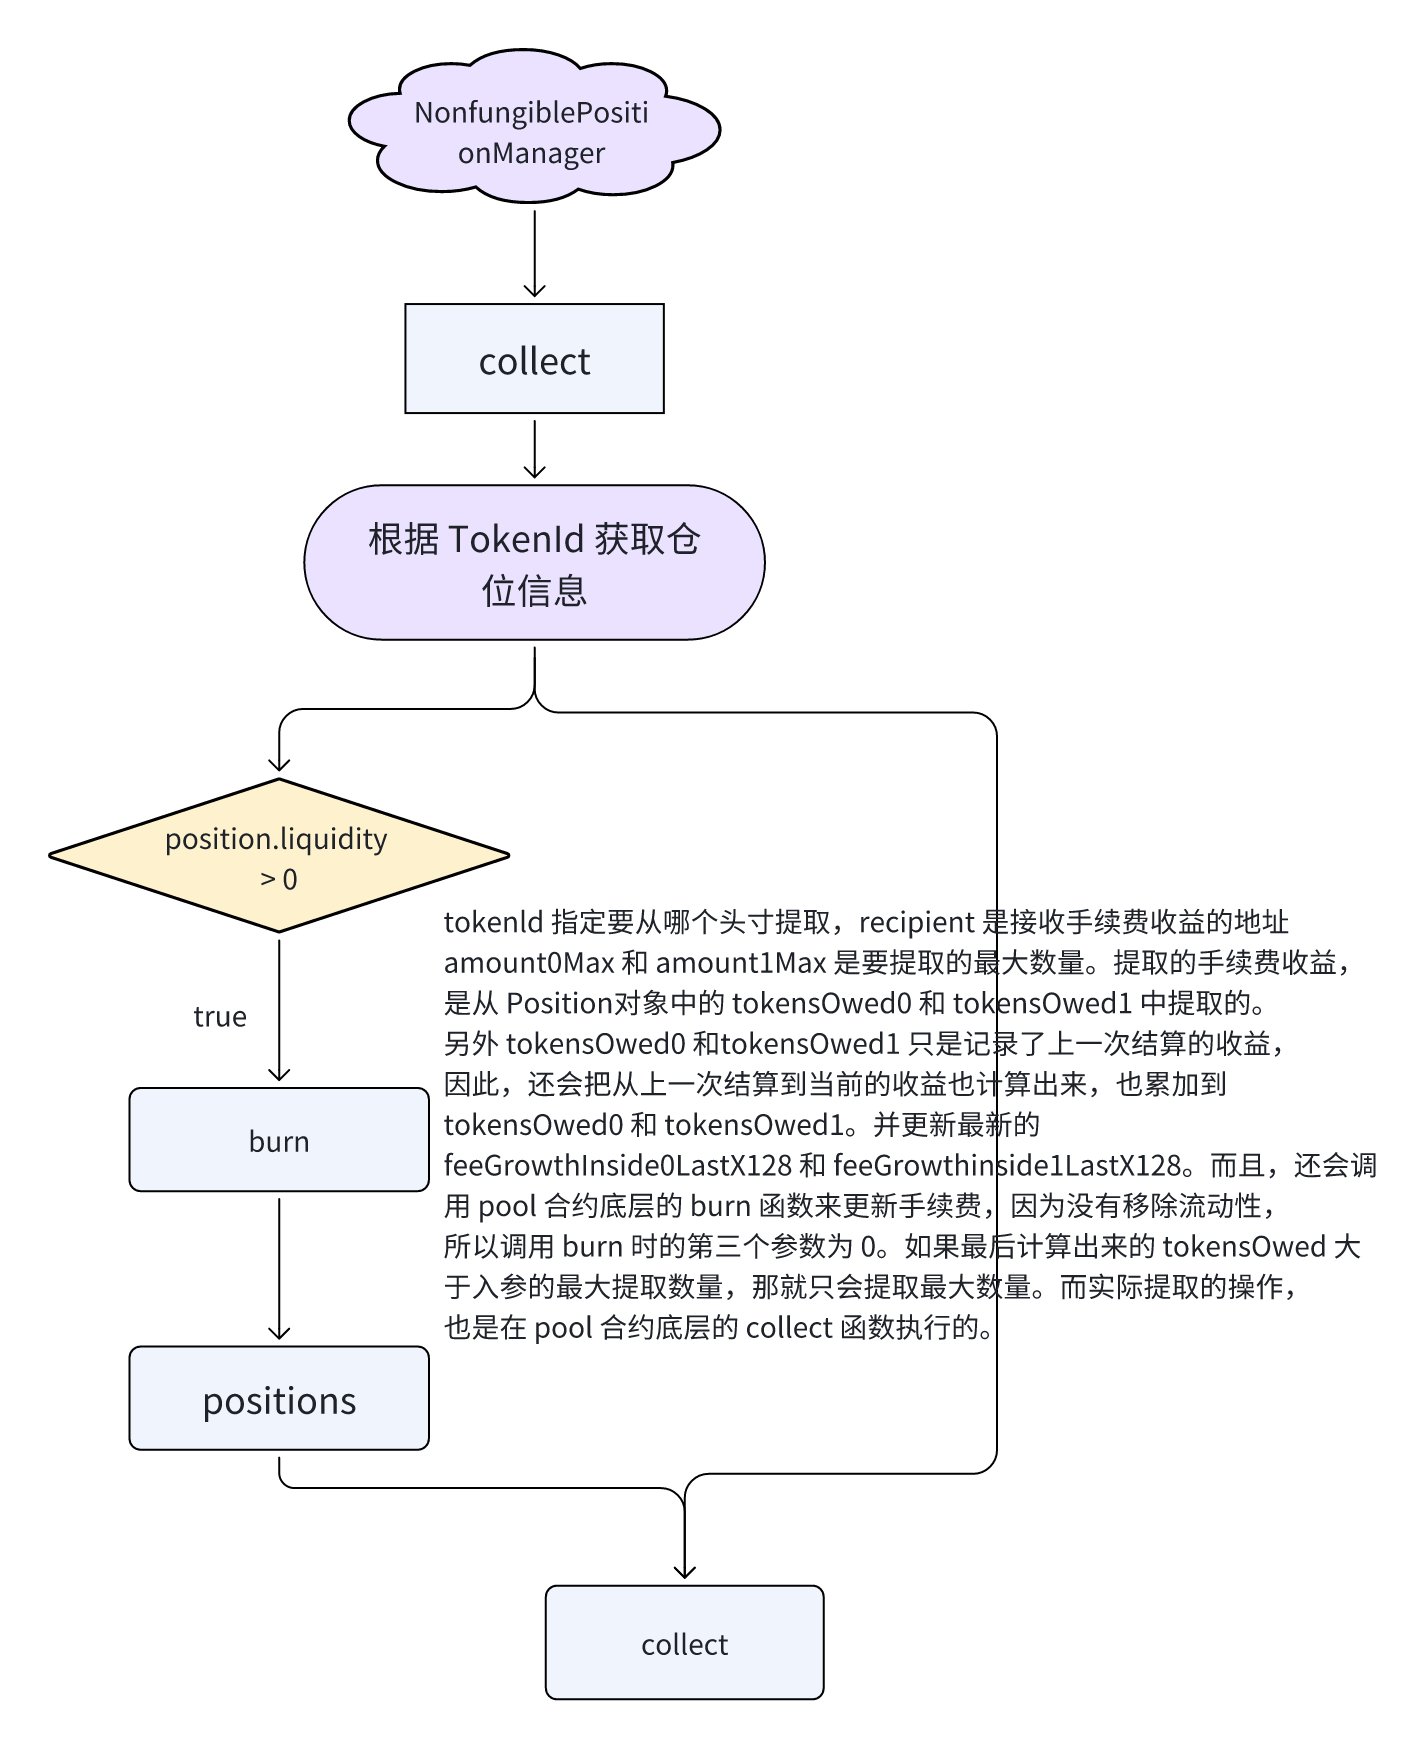 NonfungiblePositi
onManager
collect
根据 TokenId 获取仓
位信息
position.liquidity
> 0
true
burn
positions
tokenld 指定要从哪个头寸提取，recipient 是接收手续费收益的地址
amount0Max 和 amount1Max 是要提取的最大数量。提取的手续费收益，
是从 Position对象中的 tokensOwed0 和 tokensOwed1 中提取的。
另外 tokensOwed0 和tokensOwed1 只是记录了上一次结算的收益，
因此，还会把从上一次结算到当前的收益也计算出来，也累加到
tokensOwed0 和 tokensOwed1。并更新最新的
feeGrowthInside0LastX128 和 feeGrowthinside1LastX128。而且，还会调
用 pool 合约底层的 burn 函数来更新手续费，因为没有移除流动性，
所以调用 burn 时的第三个参数为 0。如果最后计算出来的 tokensOwed 大
于入参的最大提取数量，那就只会提取最大数量。而实际提取的操作，
也是在 pool 合约底层的 collect 函数执行的。
collect